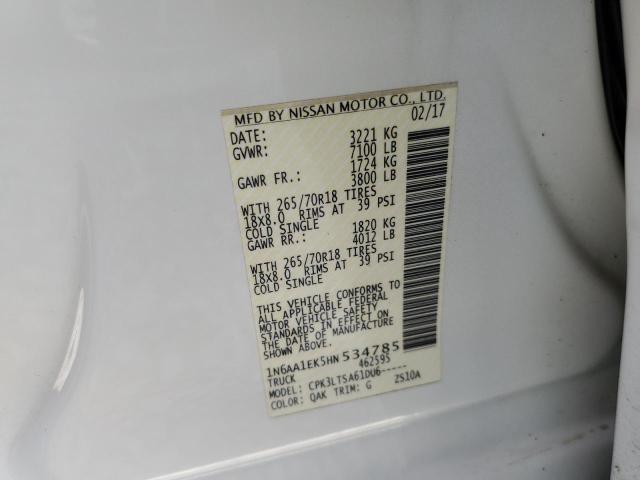 MFD BY NISSAN MOTOR CO., LTD.
DATE: 02/17
GVWR: 3221 KG
7100 LB
GAWR FR.: 1724 KG
3800 LB
WITH 265/70R18 TIRES
18X8.0 RIMS AT 39 PSI
COLD SINGLE
GAWR RR.: 1820 KG
4012 LB
WITH 265/70R18 TIRES
18X8.0 RIMS AT 39 PSI
COLD SINGLE
THIS VEHICLE CONFORMS TO
ALL APPLICABLE FEDERAL
MOTOR VEHICLE SAFETY
STANDARDS IN EFFECT ON
THE DATE OF MANUFACTURE
SHOWN ABOVE.
1N6AA1EK5HN534785
TRUCK 462595
MODEL: CPK3LTSA61DU6-----
COLOR: QAK TRIM: G ZS10A